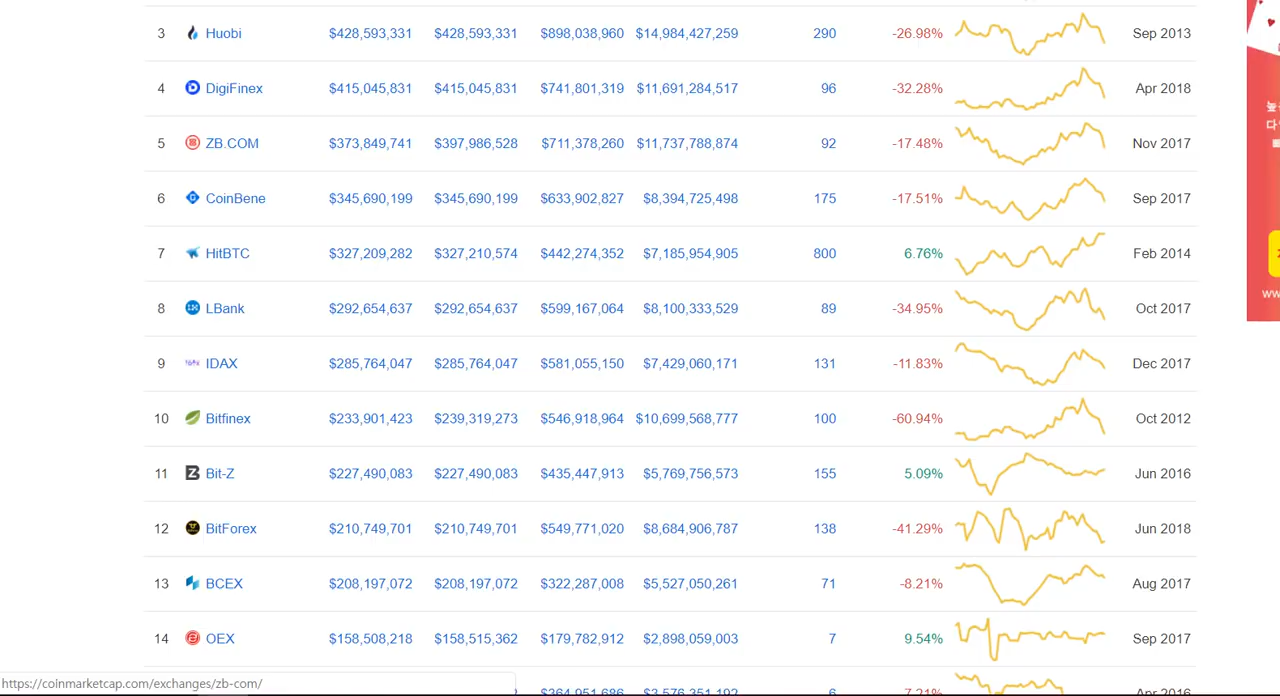 3 Huobi $428,593,331 $428,593,331 $898,038,960 $14,984,427,259 290 -26.98% Sep 2013
4 DigiFinex $415,045,831 $415,045,831 $741,801,319 $11,691,284,517 96 -32.28% Apr 2018
5 ZB.COM $373,849,741 $397,986,528 $711,378,260 $11,737,788,874 92 -17.48% Nov 2017
6 CoinBene $345,690,199 $345,690,199 $633,902,827 $8,394,725,498 175 -17.51% Sep 2017
7 HitBTC $327,209,282 $327,210,574 $442,274,352 $7,185,954,905 800 6.76% Feb 2014
8 LBank $292,654,637 $292,654,637 $599,167,064 $8,100,333,529 89 -34.95% Oct 2017
9 IDAX $285,764,047 $285,764,047 $581,055,150 $7,429,060,171 131 -11.83% Dec 2017
10 Bitfinex $233,901,423 $239,319,273 $546,918,964 $10,699,568,777 100 -60.94% Oct 2012
11 Bit-Z $227,490,083 $227,490,083 $435,447,913 $5,769,756,573 155 5.09% Jun 2016
12 BitForex $210,749,701 $210,749,701 $549,771,020 $8,684,906,787 138 -41.29% Jun 2018
13 BCEX $208,197,072 $208,197,072 $322,287,008 $5,527,050,261 71 -8.21% Aug 2017
14 OEX $158,508,218 $158,515,362 $179,782,912 $2,898,059,003 7 9.54% Sep 2017
$364,951,686 $3,576,351,192 6 Apr 2016
https://coinmarketcap.com/exchanges/zb-com/